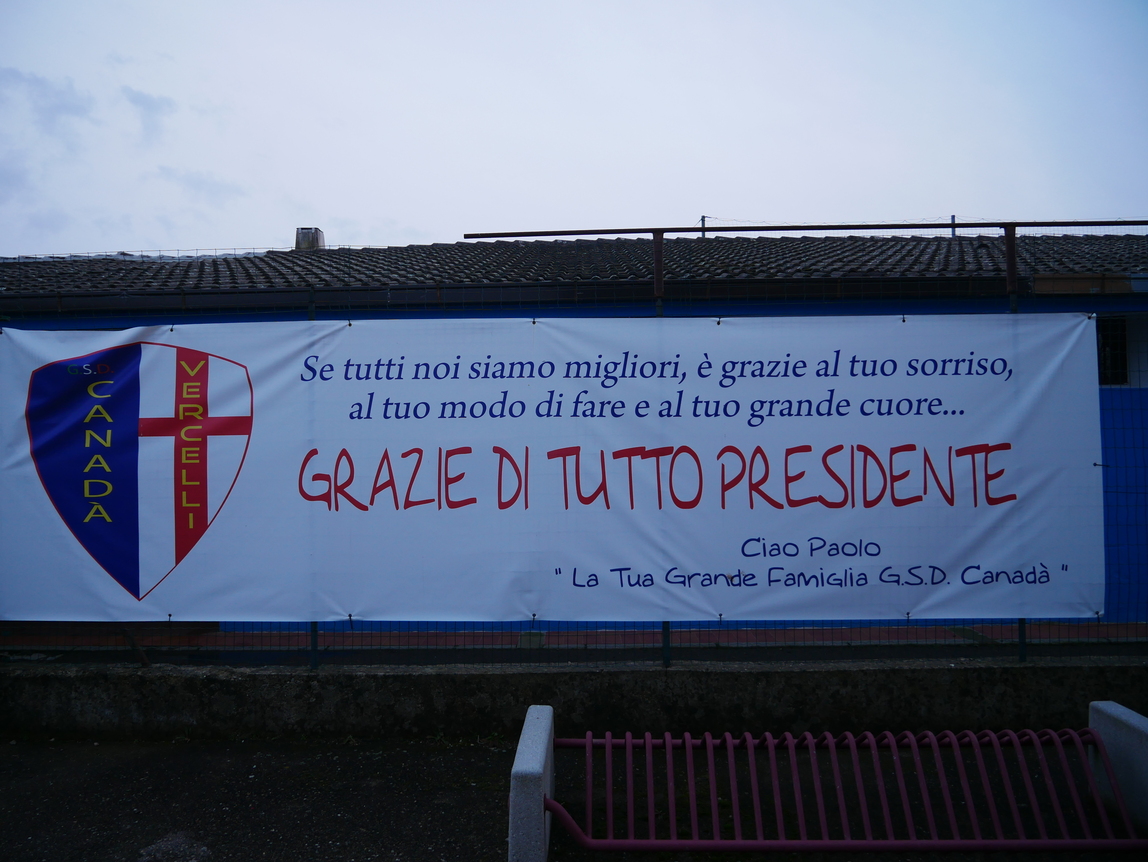 G.S.D.
CANADÀ
VERCELLI
Se tutti noi siamo migliori, è grazie al tuo sorriso,
al tuo modo di fare e al tuo grande cuore...
GRAZIE DI TUTTO PRESIDENTE
Ciao Paolo
" La Tua Grande Famiglia G.S.D. Canadà "